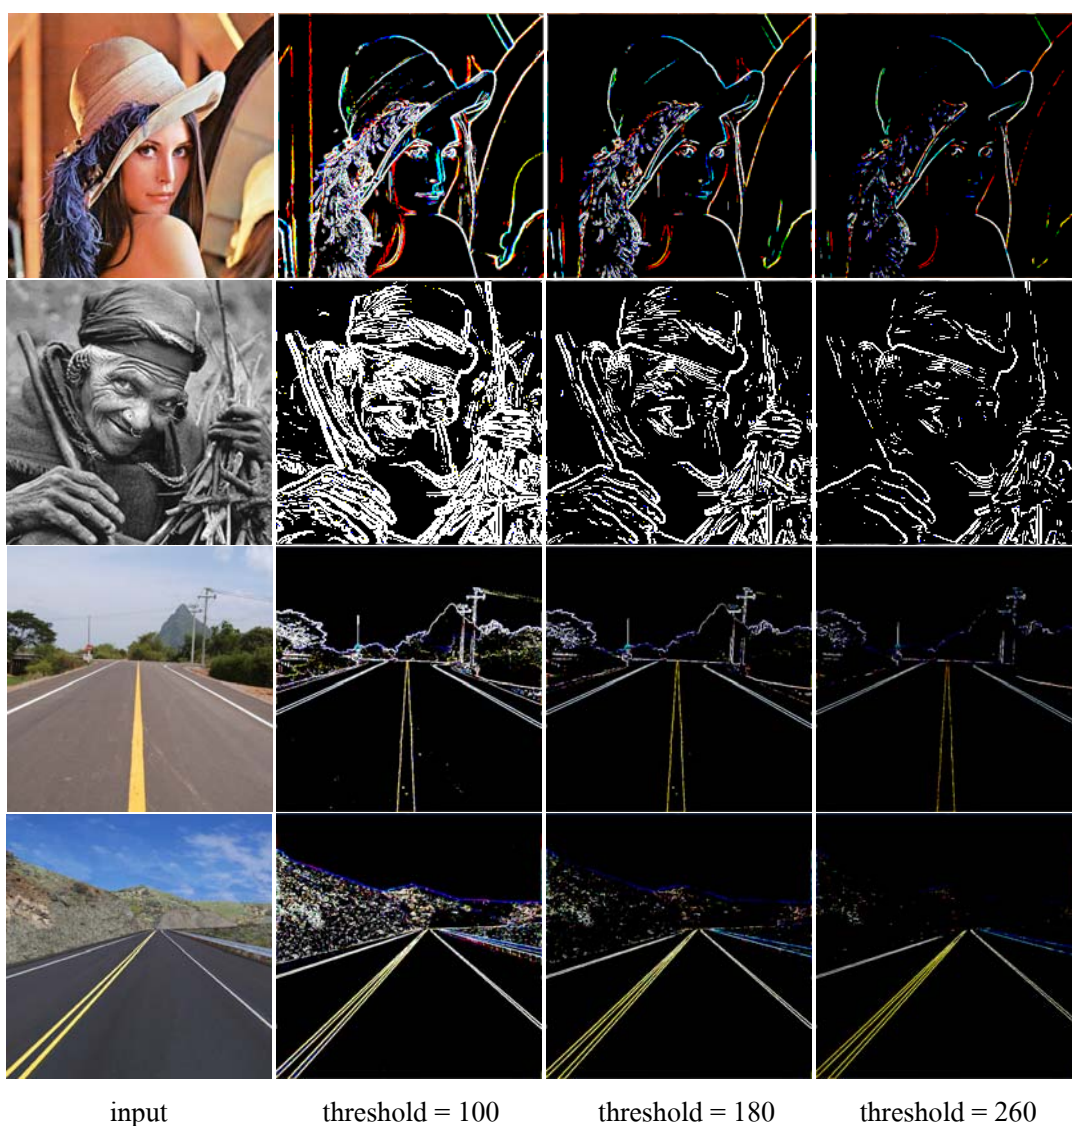 input threshold = 100 threshold = 180 threshold = 260